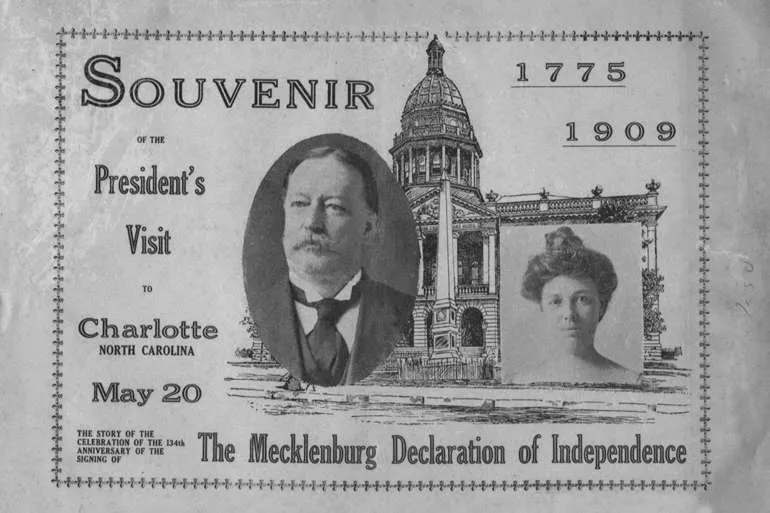 SOUVENIR
OF THE
President's
Visit
TO
Charlotte
NORTH CAROLINA
May 20
1775
1909
THE STORY OF THE
CELEBRATION OF THE 134th
ANNIVERSARY OF THE
SIGNING OF
The Mecklenburg Declaration of Independence